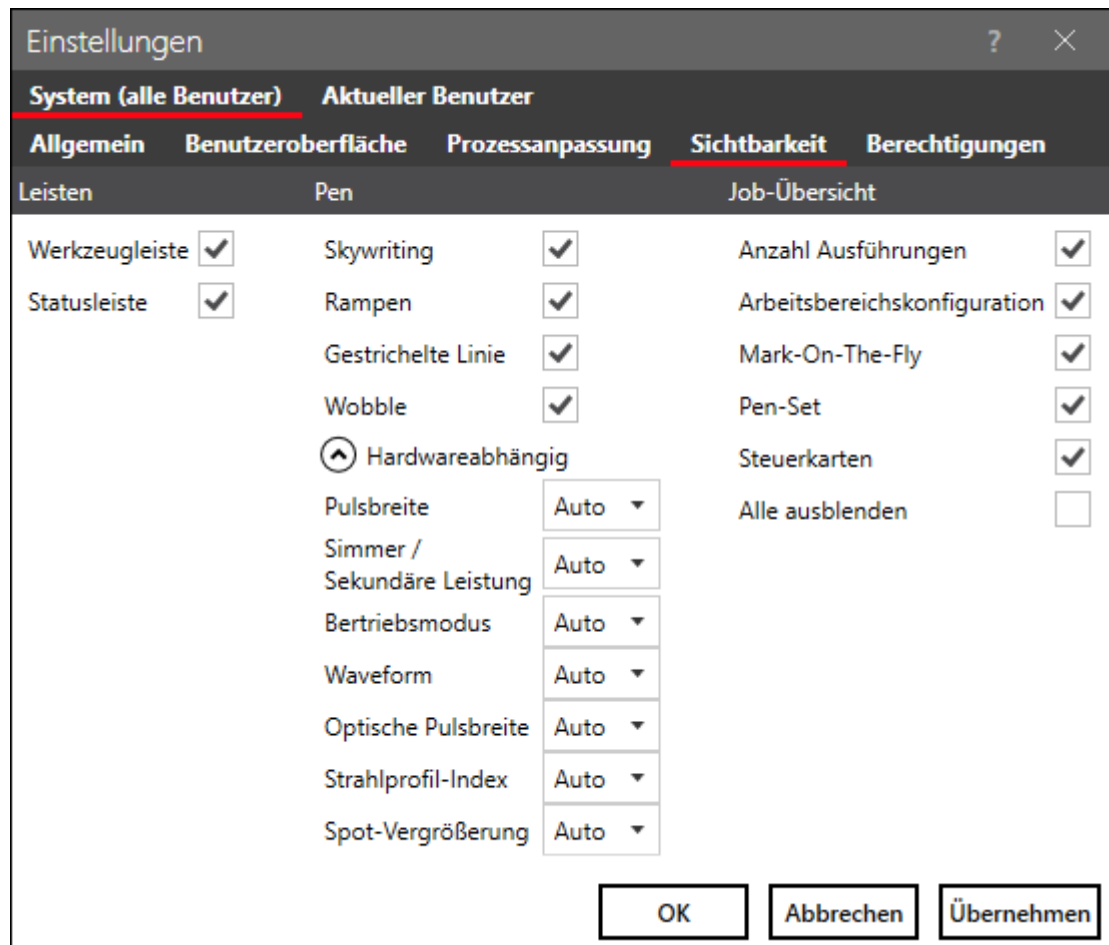 Einstellungen ?
System (alle Benutzer) Aktueller Benutzer
Allgemein Benutzeroberfläche Prozessanpassung Sichtbarkeit Berechtigungen
Leisten Pen Job-Übersicht
Werkzeugleiste Skywriting Anzahl Ausführungen
Statusleiste Rampen Arbeitsbereichskonfiguration
Gestrichelte Linie Mark-On-The-Fly
Wobble Pen-Set
Hardwareabhängig Steuerkarten
Pulsbreite Auto Alle ausblenden
Simmer /
Sekundäre Leistung Auto
Bertriebsmodus Auto
Waveform Auto
Optische Pulsbreite Auto
Strahlprofil-Index Auto
Spot-Vergrößerung Auto
OK Abbrechen Übernehmen